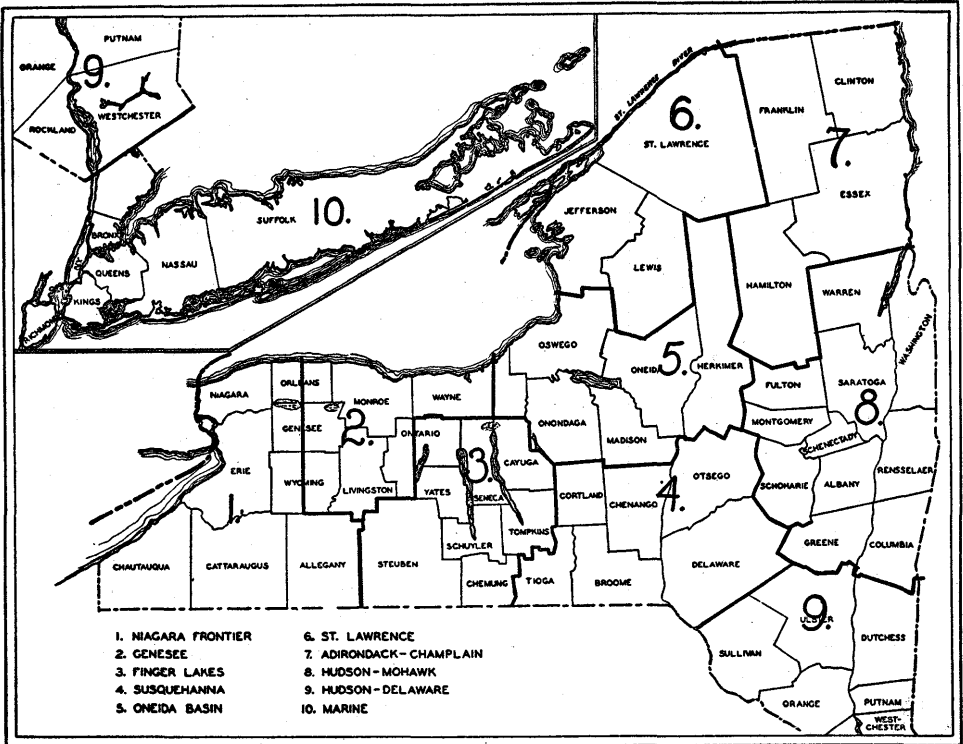 PUTNAM
ORANGE
9.
WESTCHESTER
ROCKLAND
BRONX
N.Y.
QUEENS
KINGS
RICHMOND
NASSAU
SUFFOLK
10.
ST. LAWRENCE RIVER
6.
ST. LAWRENCE
FRANKLIN
CLINTON
7.
ESSEX
JEFFERSON
LEWIS
HAMILTON
WARREN
WASHINGTON
OSWEGO
ONEIDA
5.
HERKIMER
FULTON
SARATOGA
8.
MONTGOMERY
SCHENECTADY
NIAGARA
ORLEANS
MONROE
WAYNE
GENESEE
2.
ONTARIO
3.
CAYUGA
ONONDAGA
MADISON
OTSEGO
SCHOHARIE
ALBANY
RENSSELAER
ERIE
1.
WYOMING
LIVINGSTON
YATES
SENECA
CORTLAND
CHENANGO
4.
TOMPKINS
SCHUYLER
GREENE
COLUMBIA
CHAUTAUQUA
CATTARAUGUS
ALLEGANY
STEUBEN
CHEMUNG
TIOGA
BROOME
DELAWARE
9.
ULSTER
DUTCHESS
SULLIVAN
ORANGE
PUTNAM
WEST-
CHESTER
1. NIAGARA FRONTIER
2. GENESEE
3. FINGER LAKES
4. SUSQUEHANNA
5. ONEIDA BASIN
6. ST. LAWRENCE
7. ADIRONDACK-CHAMPLAIN
8. HUDSON-MOHAWK
9. HUDSON-DELAWARE
10. MARINE